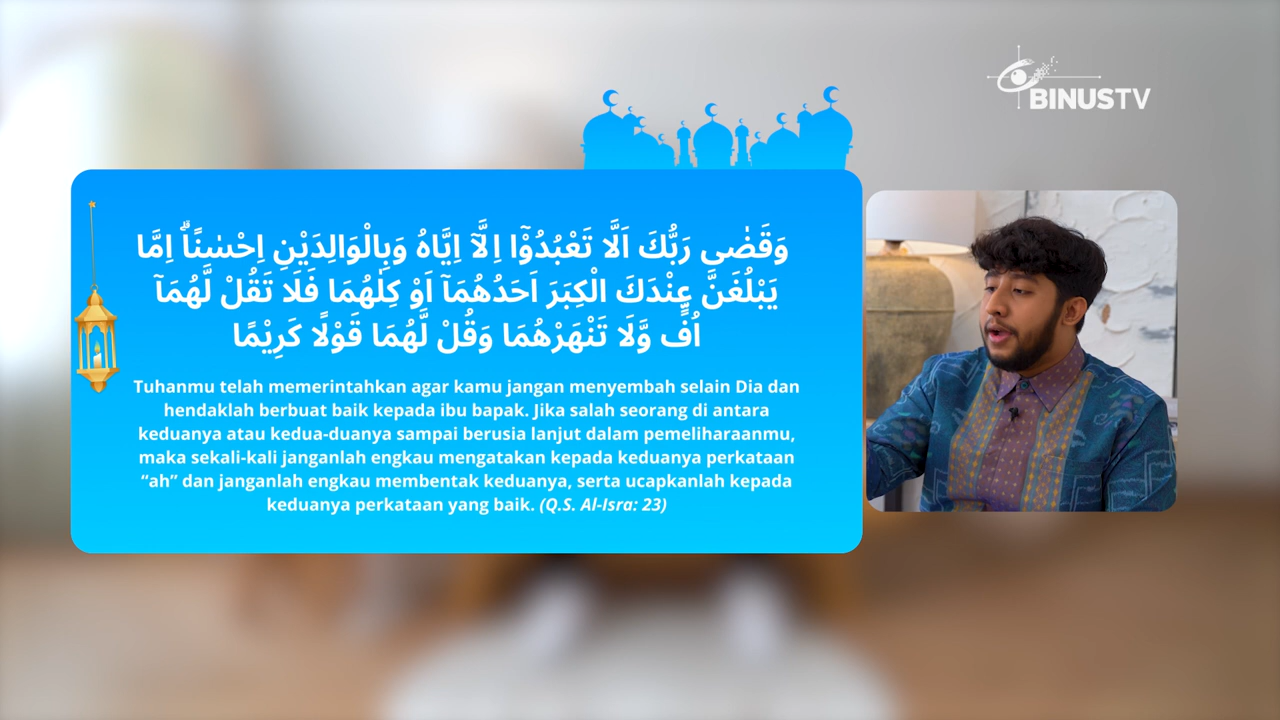 BINUSTV
وَقَضٰى رَبُّكَ اَلَّا تَعْبُدُوْٓا اِلَّآ اِيَّاهُ وَبِالْوَالِدَيْنِ اِحْسٰنًاۗ اِمَّا
يَبْلُغَنَّ عِنْدَكَ الْكِبَرَ اَحَدُهُمَآ اَوْ كِلٰهُمَا فَلَا تَقُلْ لَّهُمَآ
اُفٍّ وَّلَا تَنْهَرْهُمَا وَقُلْ لَّهُمَا قَوْلًا كَرِيْمًا
Tuhanmu telah memerintahkan agar kamu jangan menyembah selain Dia dan
hendaklah berbuat baik kepada ibu bapak. Jika salah seorang di antara
keduanya atau kedua-duanya sampai berusia lanjut dalam pemeliharaanmu,
maka sekali-kali janganlah engkau mengatakan kepada keduanya perkataan
“ah” dan janganlah engkau membentak keduanya, serta ucapkanlah kepada
keduanya perkataan yang baik. (Q.S. Al-Isra: 23)